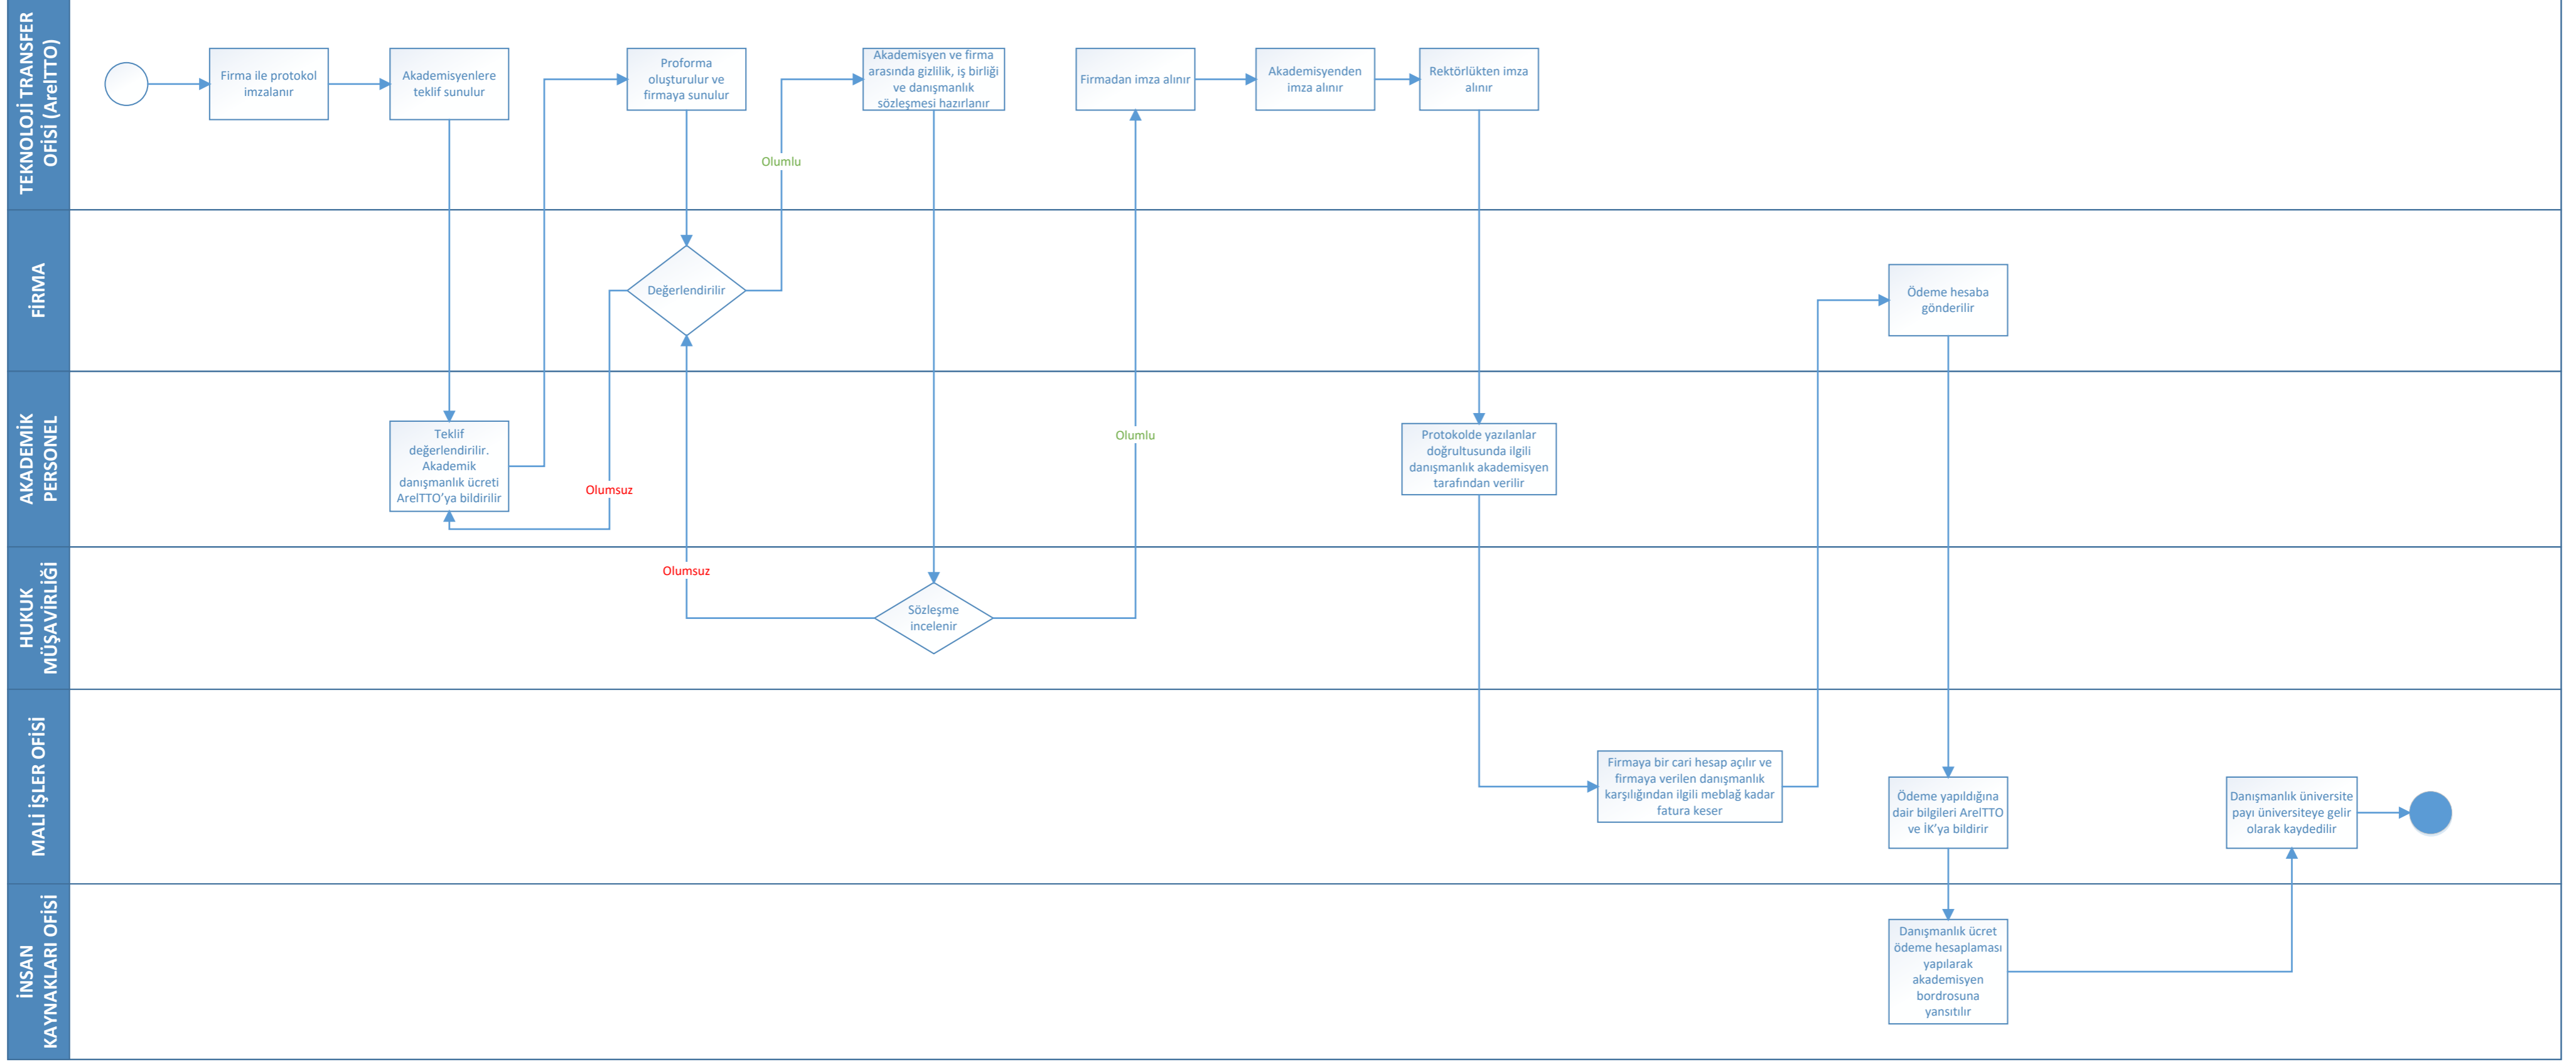 TEKNOLOJİ TRANSFER
OFİSİ (ArelTTO)
Firma ile protokol
imzalanır
Akademisyenlere
teklif sunulur
Proforma
oluşturulur ve
firmaya sunulur
Akademisyen ve firma
arasında gizlilik, iş birliği
ve danışmanlık
sözleşmesi hazırlanır
Firmadan imza alınır
Akademisyenden
imza alınır
Rektörlükten imza
alınır
Olumlu
FİRMA
Değerlendirilir
Ödeme hesaba
gönderilir
AKADEMİK
PERSONEL
Teklif
değerlendirilir.
Akademik
danışmanlık ücreti
ArelTTO'ya bildirilir
Olumsuz
Olumlu
Protokolde yazılanlar
doğrultusunda ilgili
danışmanlık akademisyen
tarafından verilir
HUKUK
MÜŞAVİRLİĞİ
Olumsuz
Sözleşme
incelenir
MALİ İŞLER OFİSİ
Firmaya bir cari hesap açılır ve
firmaya verilen danışmanlık
karşılığından ilgili meblağ kadar
fatura keser
Ödeme yapıldığına
dair bilgileri ArelTTO
ve İK'ya bildirir
Danışmanlık üniversite
payı üniversiteye gelir
olarak kaydedilir
İNSAN
KAYNAKLARI OFİSİ
Danışmanlık ücret
ödeme hesaplaması
yapılarak
akademisyen
bordrosuna
yansıtılır